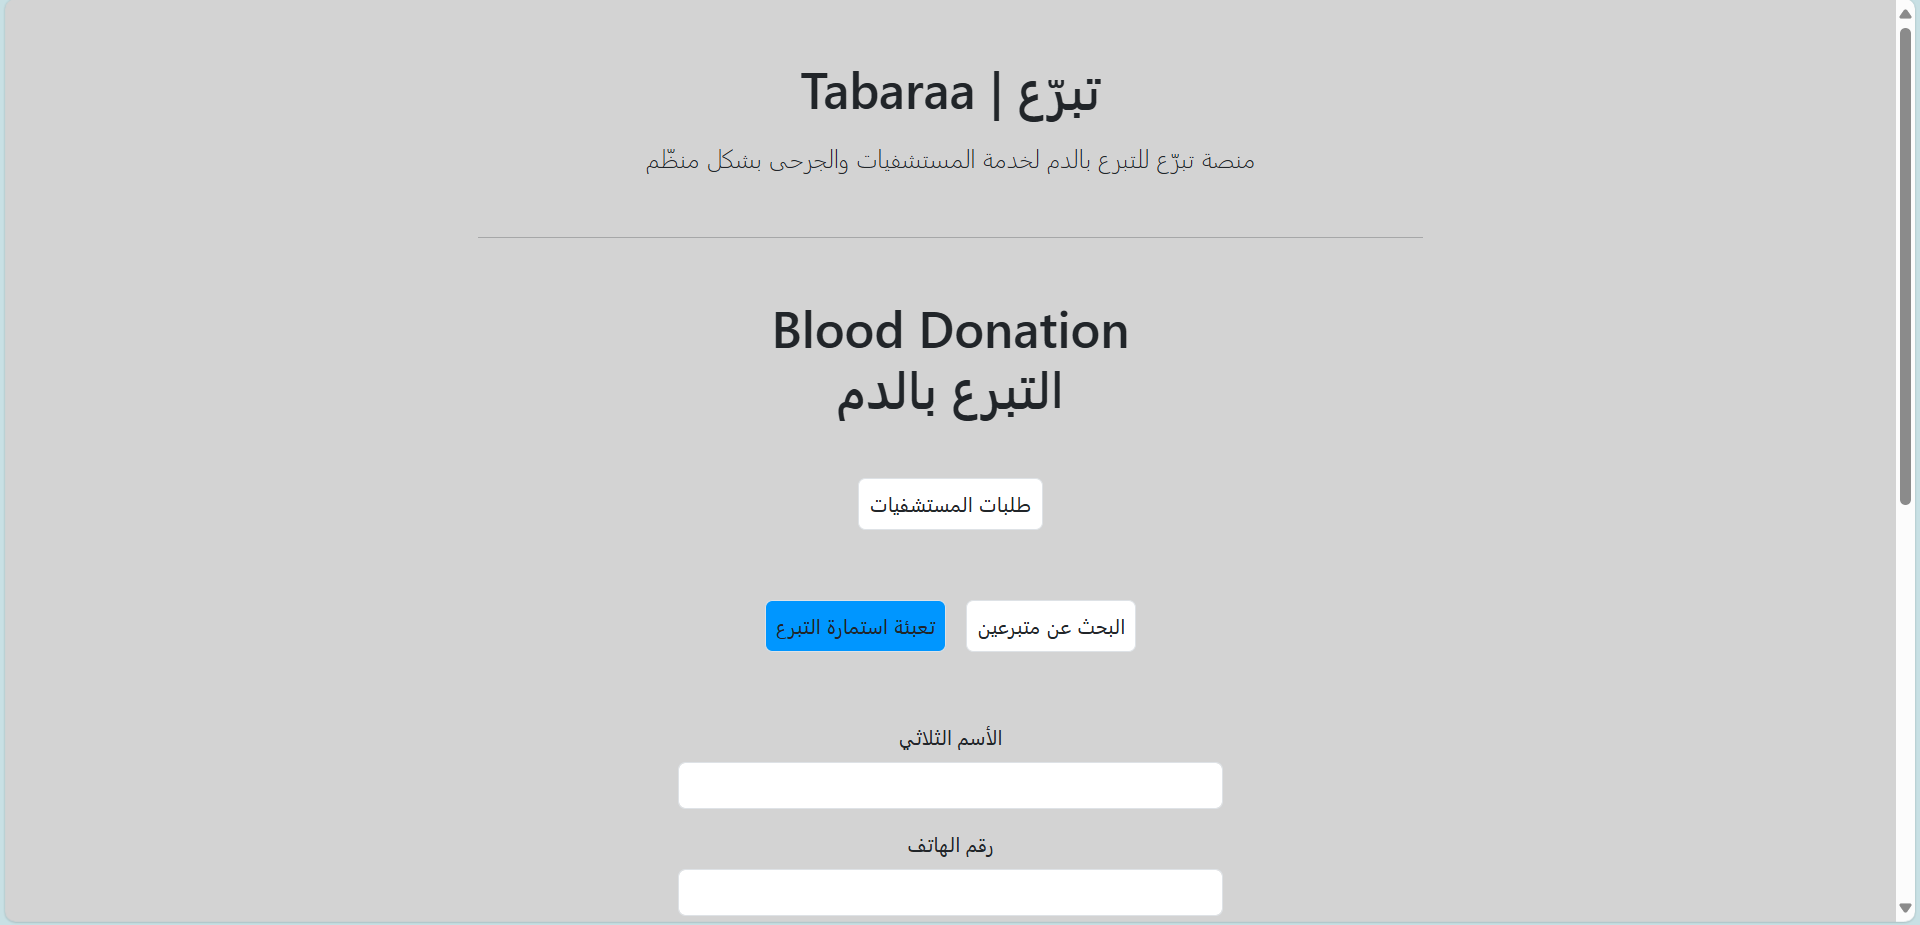 Tabaraa | تبرّع
منصة تبرّع للتبرع بالدم لخدمة المستشفيات والجرحى بشكل منظّم
Blood Donation
التبرع بالدم
طلبات المستشفيات
البحث عن متبرعين
تعبئة استمارة التبرع
الأسم الثلاثي
رقم الهاتف